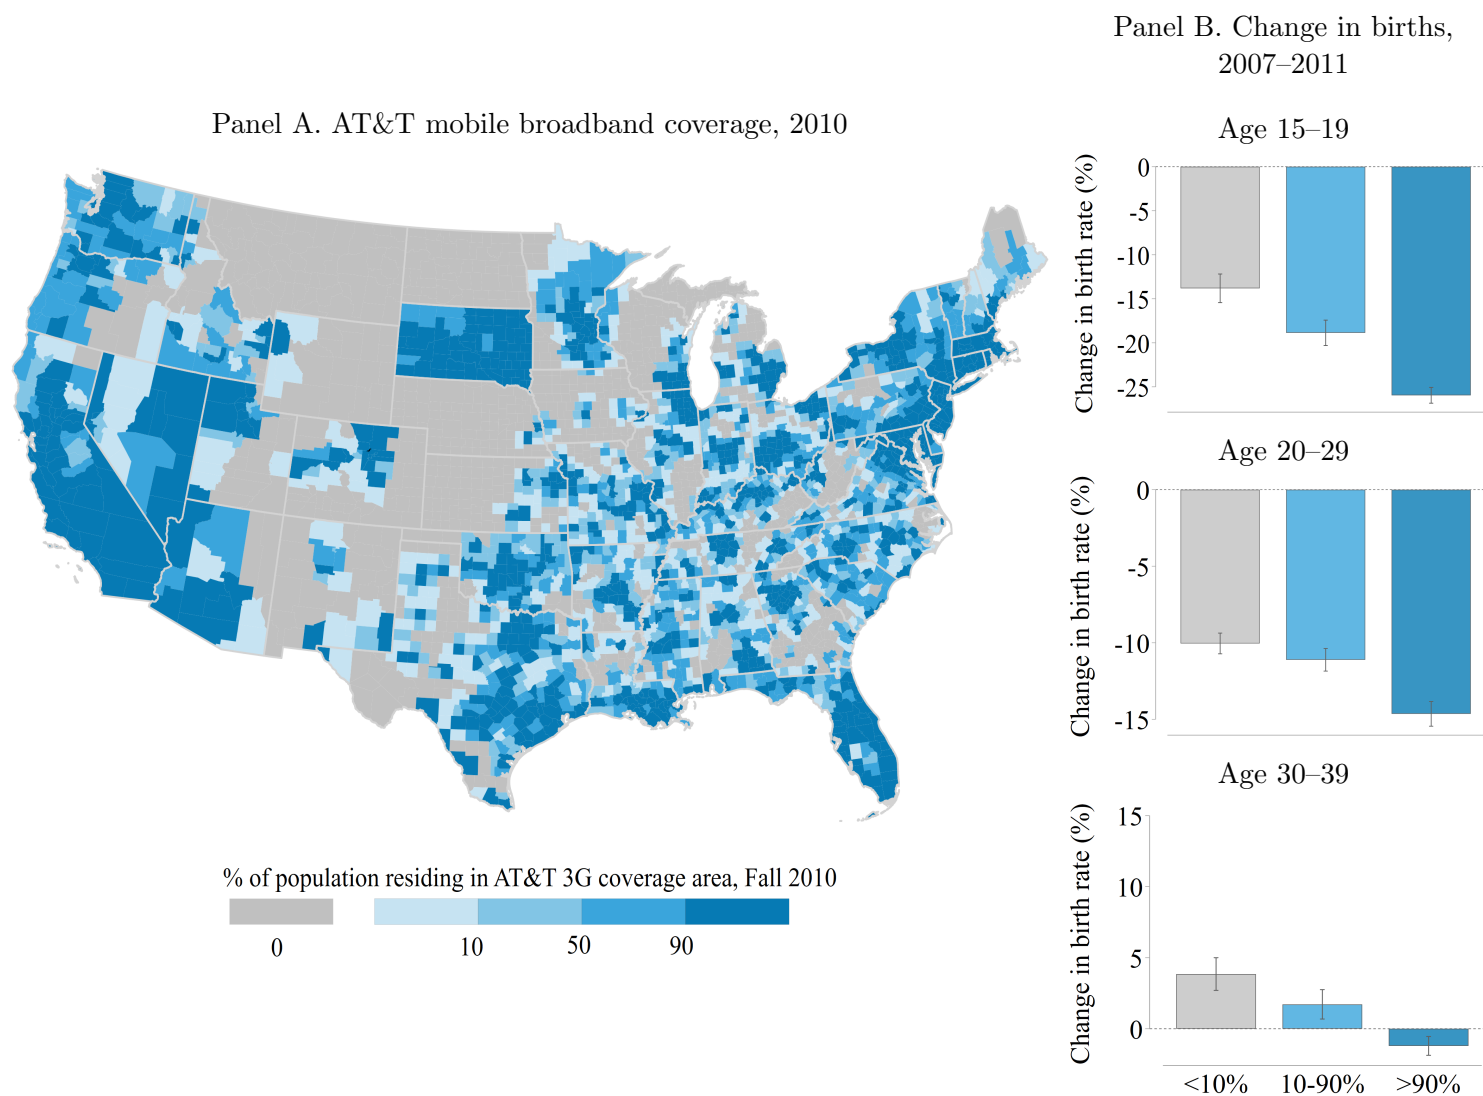 Panel A. AT&T mobile broadband coverage, 2010
% of population residing in AT&T 3G coverage area, Fall 2010
0
10
50
90
Panel B. Change in births,
2007–2011
Age 15–19
Change in birth rate (%)
0
-5
-10
-15
-20
-25
Age 20–29
Change in birth rate (%)
0
-5
-10
-15
Age 30–39
Change in birth rate (%)
15
10
5
0
<10%
10-90%
>90%